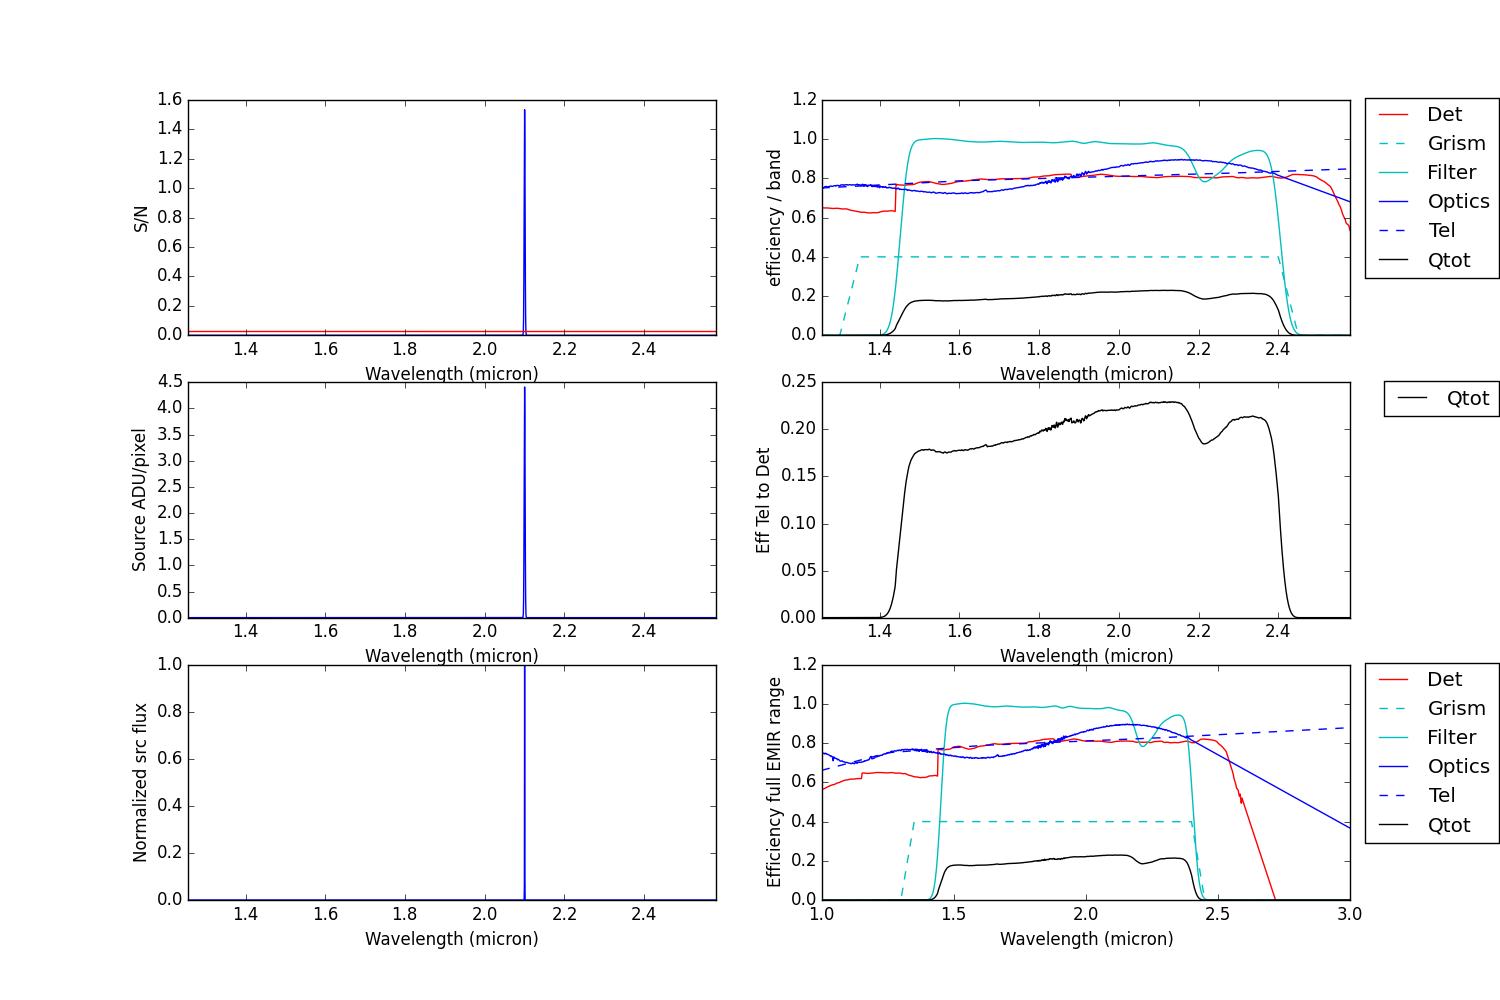 1.6
1.4
1.2
1.0
0.8
0.6
0.4
0.2
0.0
S/N
1.4 1.6 1.8 2.0 2.2 2.4
Wavelength (micron)
1.2
1.0
0.8
0.6
0.4
0.2
0.0
efficiency / band
1.4 1.6 1.8 2.0 2.2 2.4
Wavelength (micron)
Det
Grism
Filter
Optics
Tel
Qtot
4.5
4.0
3.5
3.0
2.5
2.0
1.5
1.0
0.5
0.0
Source ADU/pixel
1.4 1.6 1.8 2.0 2.2 2.4
Wavelength (micron)
0.25
0.20
0.15
0.10
0.05
0.00
Eff Tel to Det
1.4 1.6 1.8 2.0 2.2 2.4
Wavelength (micron)
Qtot
1.0
0.8
0.6
0.4
0.2
0.0
Normalized src flux
1.4 1.6 1.8 2.0 2.2 2.4
Wavelength (micron)
1.2
1.0
0.8
0.6
0.4
0.2
0.0
Efficiency full EMIR range
1.0 1.5 2.0 2.5 3.0
Wavelength (micron)
Det
Grism
Filter
Optics
Tel
Qtot